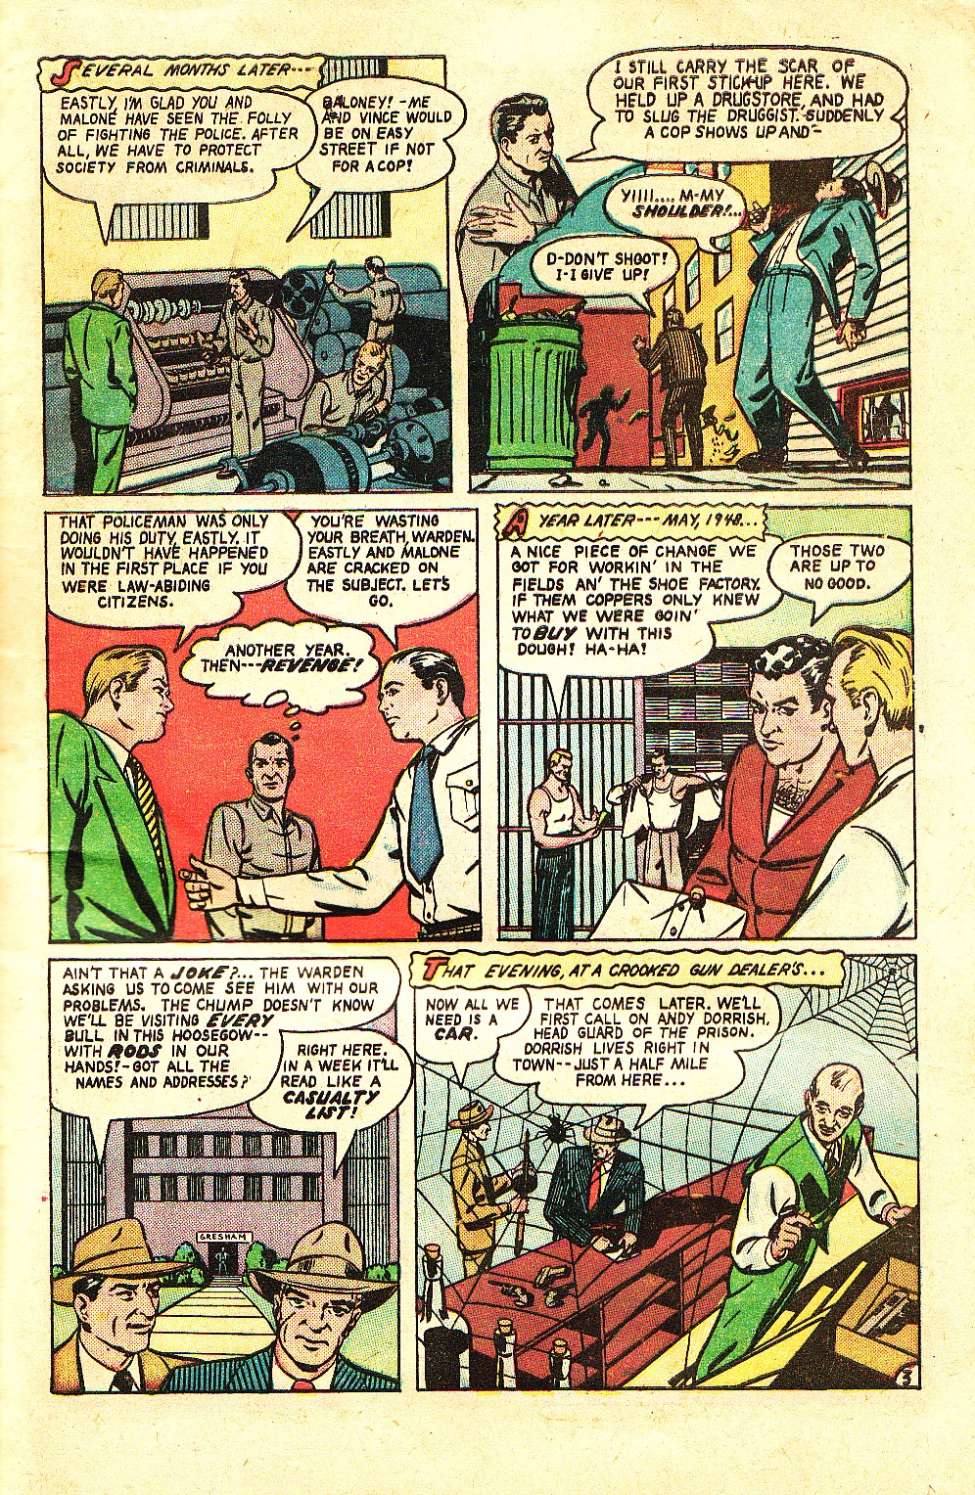 SEVERAL MONTHS LATER---
EASTLY, I'M GLAD YOU AND
MALONE HAVE SEEN THE FOLLY
OF FIGHTING THE POLICE. AFTER
ALL, WE HAVE TO PROTECT
SOCIETY FROM CRIMINALS.
BALONEY! - ME
AND VINCE WOULD
BE ON EASY
STREET IF NOT
FOR A COP!
I STILL CARRY THE SCAR OF
OUR FIRST STICK-UP HERE. WE
HELD UP A DRUGSTORE, AND HAD
TO SLUG THE DRUGGIST. SUDDENLY
A COP SHOWS UP AND-
YIIII.... M-MY
SHOULDER!...
D-DON'T SHOOT!
I-I GIVE UP!
THAT POLICEMAN WAS ONLY
DOING HIS DUTY, EASTLY. IT
WOULDN'T HAVE HAPPENED
IN THE FIRST PLACE IF YOU
WERE LAW-ABIDING
CITIZENS.
YOU'RE WASTING
YOUR BREATH, WARDEN.
EASTLY AND MALONE
ARE CRACKED ON
THE SUBJECT. LET'S
GO.
ANOTHER YEAR.
THEN---REVENGE!
A YEAR LATER---MAY, 1948...
A NICE PIECE OF CHANGE WE
GOT FOR WORKIN' IN THE
FIELDS AN' THE SHOE FACTORY.
IF THEM COPPERS ONLY KNEW
WHAT WE WERE GOIN'
TO BUY WITH THIS
DOUGH! HA-HA!
THOSE TWO
ARE UP TO
NO GOOD.
AIN'T THAT A JOKE?... THE WARDEN
ASKING US TO COME SEE HIM WITH OUR
PROBLEMS. THE CHUMP DOESN'T KNOW
WE'LL BE VISITING EVERY
BULL IN THIS HOOSEGOW--
WITH RODS IN OUR
HANDS!-GOT ALL THE
NAMES AND ADDRESSES?
RIGHT HERE.
IN A WEEK IT'LL
READ LIKE A
CASUALTY
LIST!
GRESHAM
THAT EVENING, AT A CROOKED GUN DEALER'S...
NOW ALL WE
NEED IS A
CAR.
THAT COMES LATER. WE'LL
FIRST CALL ON ANDY DORRISH,
HEAD GUARD OF THE PRISON.
DORRISH LIVES RIGHT IN
TOWN--JUST A HALF MILE
FROM HERE...
3